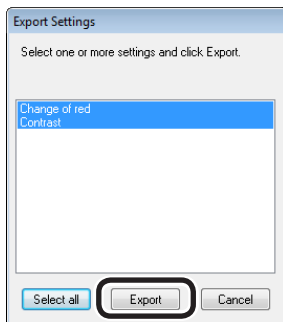 Export Settings
Select one or more settings and click Export.
Change of red
Contrast
Select all Export Cancel